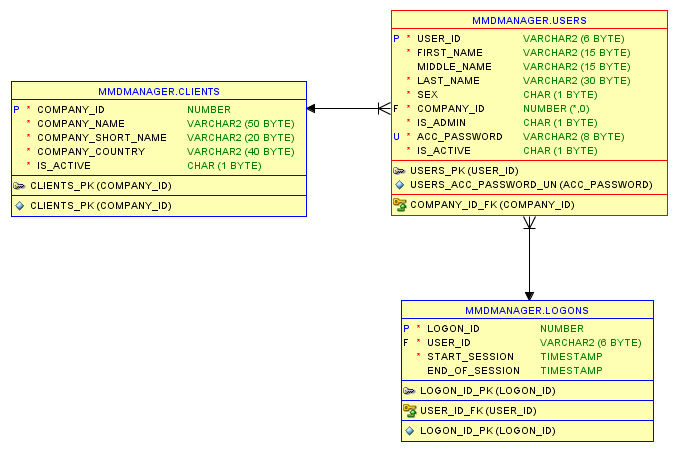 MMDMANAGER.USERS
P * USER_ID VARCHAR2 (6 BYTE)
* FIRST_NAME VARCHAR2 (15 BYTE)
MIDDLE_NAME VARCHAR2 (15 BYTE)
* LAST_NAME VARCHAR2 (30 BYTE)
* SEX CHAR (1 BYTE)
F * COMPANY_ID NUMBER (*,0)
* IS_ADMIN CHAR (1 BYTE)
U * ACC_PASSWORD VARCHAR2 (8 BYTE)
* IS_ACTIVE CHAR (1 BYTE)
USERS_PK (USER_ID)
USERS_ACC_PASSWORD_UN (ACC_PASSWORD)
COMPANY_ID_FK (COMPANY_ID)
MMDMANAGER.CLIENTS
P * COMPANY_ID NUMBER
* COMPANY_NAME VARCHAR2 (50 BYTE)
* COMPANY_SHORT_NAME VARCHAR2 (20 BYTE)
* COMPANY_COUNTRY VARCHAR2 (40 BYTE)
* IS_ACTIVE CHAR (1 BYTE)
CLIENTS_PK (COMPANY_ID)
CLIENTS_PK (COMPANY_ID)
MMDMANAGER.LOGONS
P * LOGON_ID NUMBER
F * USER_ID VARCHAR2 (6 BYTE)
* START_SESSION TIMESTAMP
END_OF_SESSION TIMESTAMP
LOGON_ID_PK (LOGON_ID)
USER_ID_FK (USER_ID)
LOGON_ID_PK (LOGON_ID)